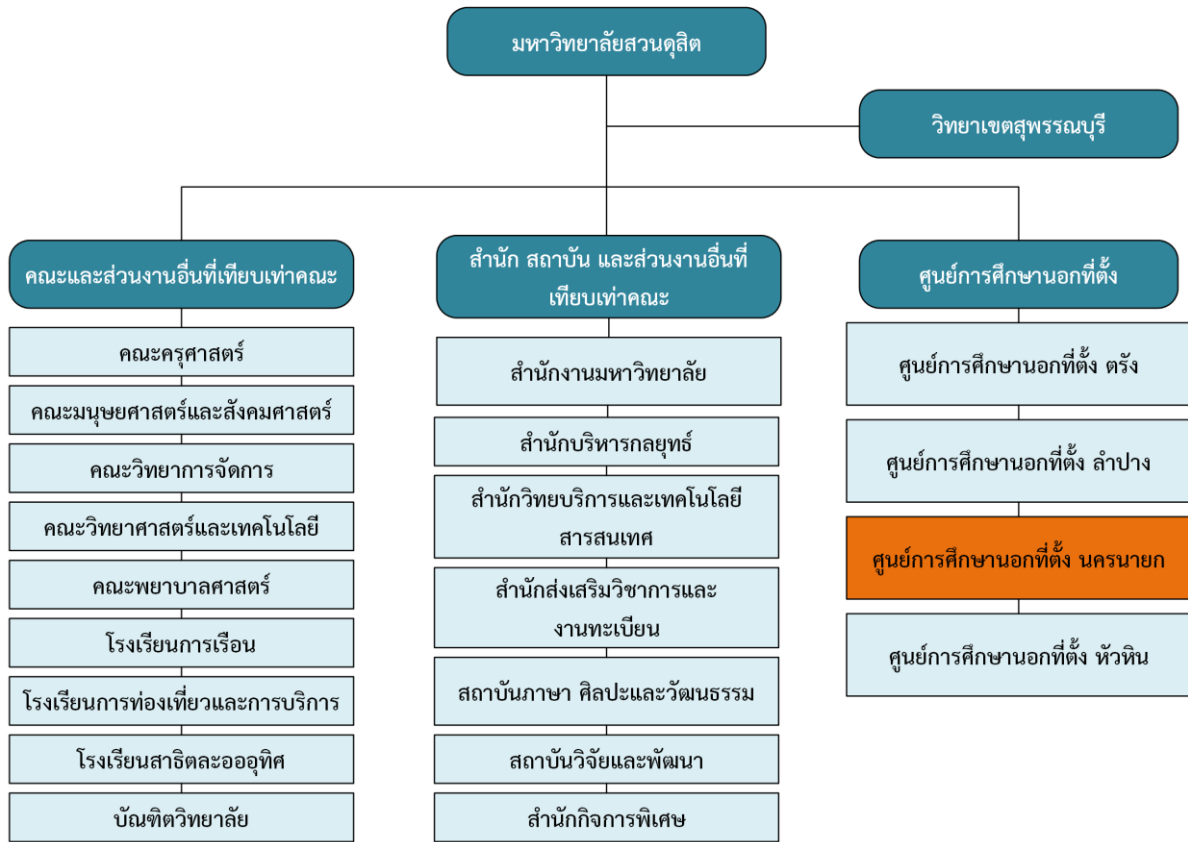 มหาวิทยาลัยสวนดุสิต
วิทยาเขตสุพรรณบุรี
คณะและส่วนงานอื่นที่เทียบเท่าคณะ
คณะครุศาสตร์
คณะมนุษยศาสตร์และสังคมศาสตร์
คณะวิทยาการจัดการ
คณะวิทยาศาสตร์และเทคโนโลยี
คณะพยาบาลศาสตร์
โรงเรียนการเรือน
โรงเรียนการท่องเที่ยวและการบริการ
โรงเรียนสาธิตละอออุทิศ
บัณฑิตวิทยาลัย
สำนัก สถาบัน และส่วนงานอื่นที่
เทียบเท่าคณะ
สำนักงานมหาวิทยาลัย
สำนักบริหารกลยุทธ์
สำนักวิทยบริการและเทคโนโลยี
สารสนเทศ
สำนักส่งเสริมวิชาการและ
งานทะเบียน
สถาบันภาษา ศิลปะและวัฒนธรรม
สถาบันวิจัยและพัฒนา
สำนักกิจการพิเศษ
ศูนย์การศึกษานอกที่ตั้ง
ศูนย์การศึกษานอกที่ตั้ง ตรัง
ศูนย์การศึกษานอกที่ตั้ง ลำปาง
ศูนย์การศึกษานอกที่ตั้ง นครนายก
ศูนย์การศึกษานอกที่ตั้ง หัวหิน